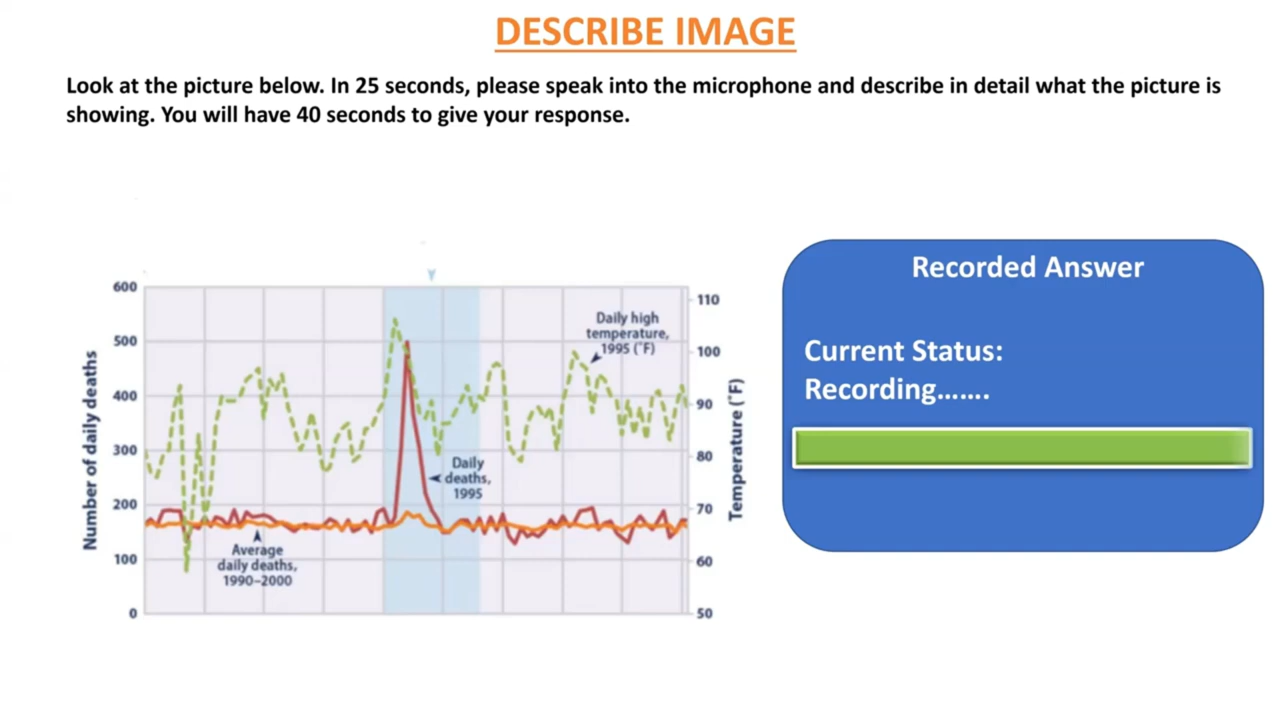 DESCRIBE IMAGE
Look at the picture below. In 25 seconds, please speak into the microphone and describe in detail what the picture is
showing. You will have 40 seconds to give your response.
600
500
400
300
200
100
0
Number of daily deaths
Daily high
temperature,
1995 (˚F)
Daily
deaths,
1995
Average
daily deaths,
1990–2000
110
100
90
80
70
60
50
Temperature (˚F)
Recorded Answer
Current Status:
Recording.......